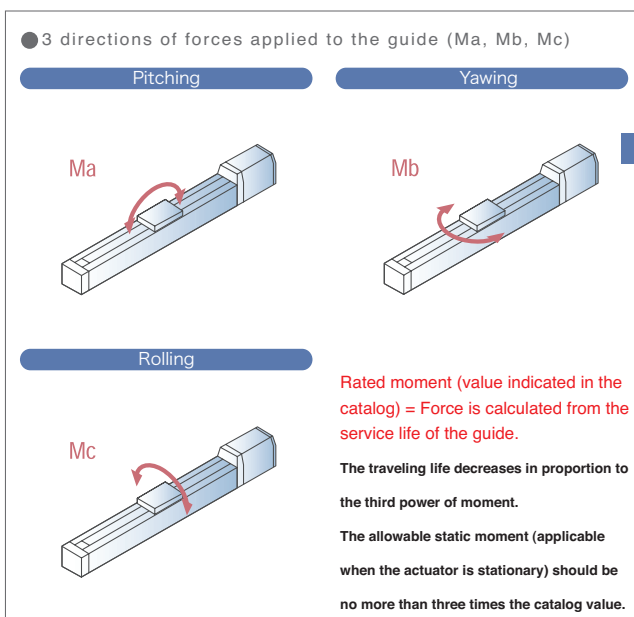 3 directions of forces applied to the guide (Ma, Mb, Mc)
Pitching
Yawing
Ma
Mb
Rolling
Mc
Rated moment (value indicated in the
catalog) = Force is calculated from the
service life of the guide.
The traveling life decreases in proportion to
the third power of moment.
The allowable static moment (applicable
when the actuator is stationary) should be
no more than three times the catalog value.